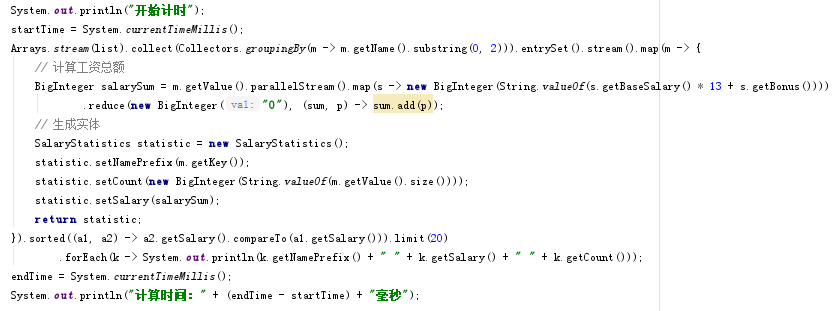 System.out.println("开始计时");
startTime = System.currentTimeMillis();
Arrays.stream(list).collect(Collectors.groupingBy(m -> m.getName().substring(0, 2))).entrySet().stream().map(m -> {
// 计算工资总额
BigInteger salarySum = m.getValue().parallelStream().map(s -> new BigInteger(String.valueOf(s.getBaseSalary() * 13 + s.getBonus())))
.reduce(new BigInteger( val: "0"), (sum, p) -> sum.add(p));
// 生成实体
SalaryStatistics statistic = new SalaryStatistics();
statistic.setNamePrefix(m.getKey());
statistic.setCount(new BigInteger(String.valueOf(m.getValue().size())));
statistic.setSalary(salarySum);
return statistic;
}).sorted((a1, a2) -> a2.getSalary().compareTo(a1.getSalary())).limit(20)
.forEach(k -> System.out.println(k.getNamePrefix() + " " + k.getSalary() + " " + k.getCount()));
endTime = System.currentTimeMillis();
System.out.println("计算时间：" + (endTime - startTime) + "毫秒");